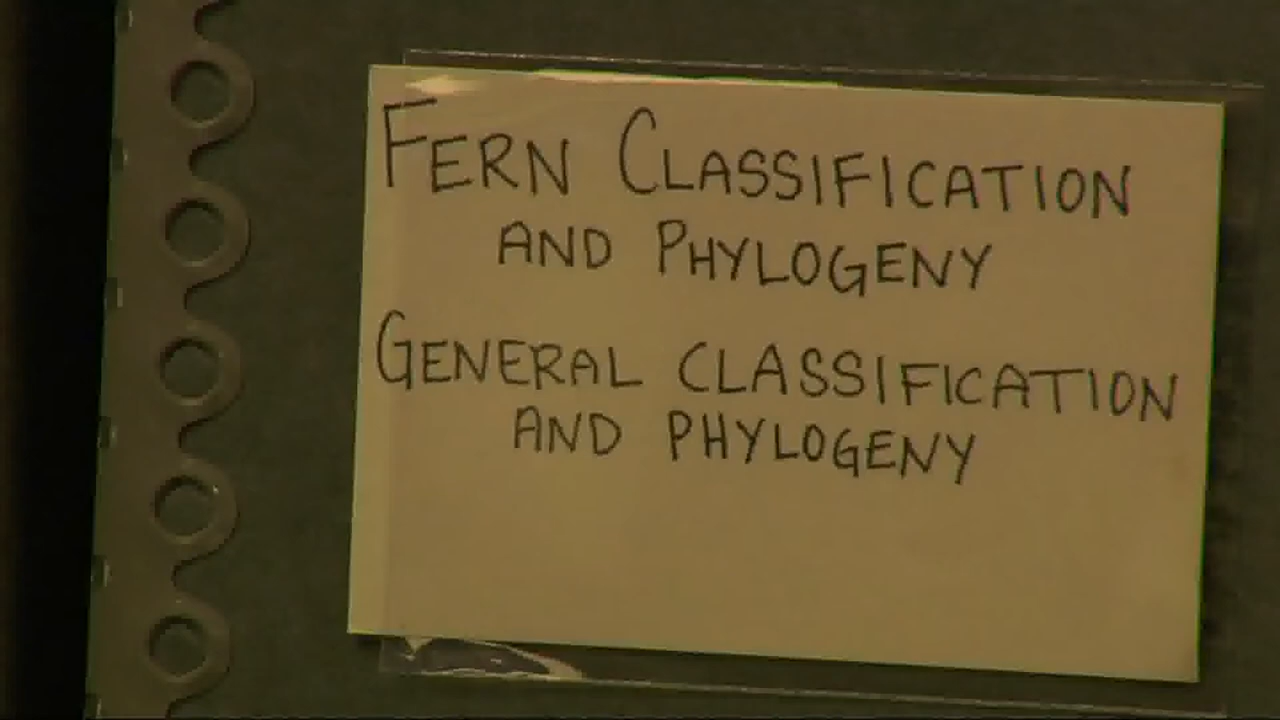 FERN CLASSIFICATION
AND PHYLOGENY
GENERAL CLASSIFICATION
AND PHYLOGENY